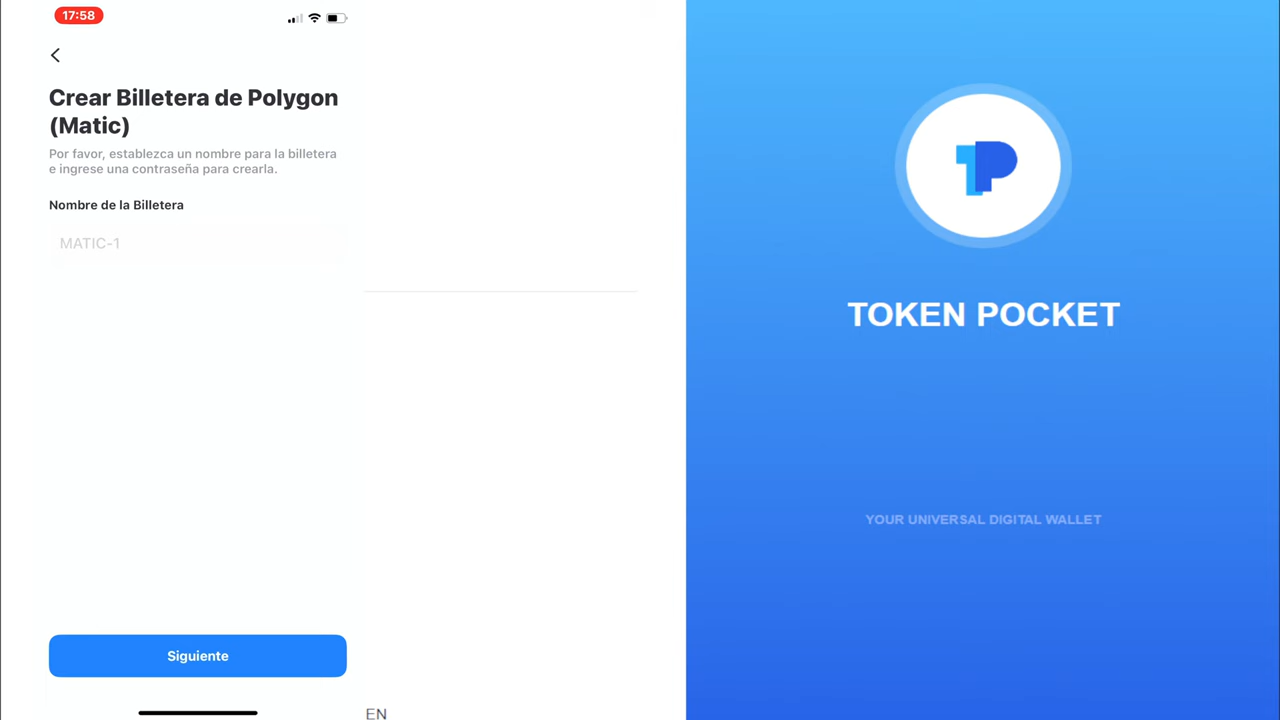 17:58
Crear Billetera de Polygon
(Matic)
Por favor, establezca un nombre para la billetera
e ingrese una contraseña para crearla.
Nombre de la Billetera
MATIC-1
Siguiente
EN
TP
TOKEN POCKET
YOUR UNIVERSAL DIGITAL WALLET